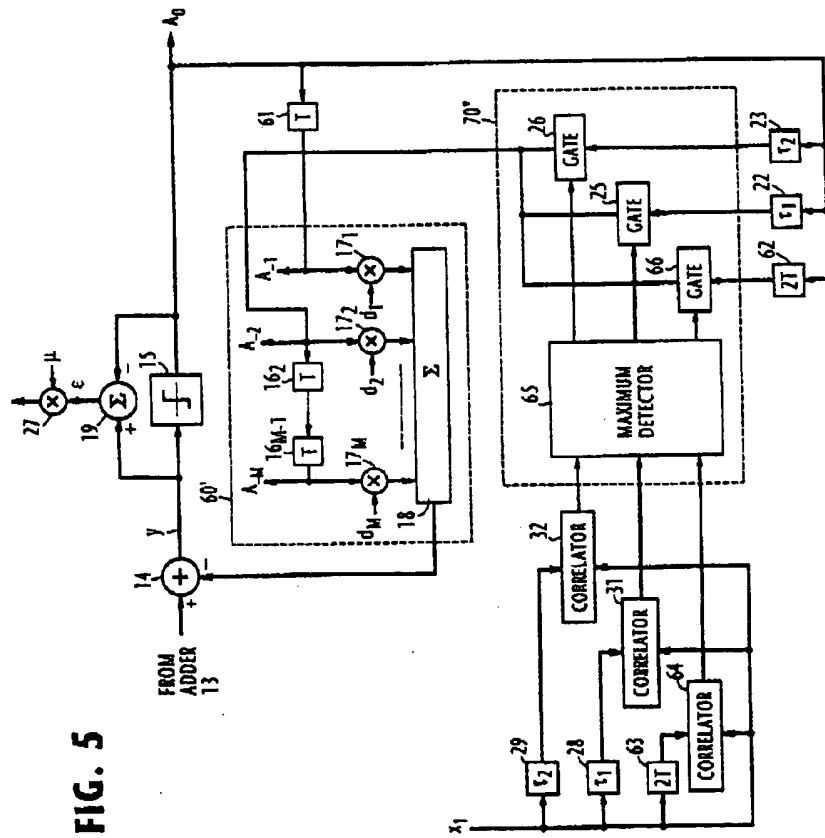 FIG. 5
A₀
27
μ
ε
19
Σ
+
−
15
y
14
+
+
−
FROM
ADDER
13
61
T
60'
A₋M
A₋₂
A₋₁
16M-1
T
16₂
T
17M
X
dM
17₂
X
d₂
17₁
X
d₁
18
Σ
70"
26
GATE
25
GATE
66
GATE
65
MAXIMUM
DETECTOR
23
τ₂
22
τ₁
62
2T
32
CORRELATOR
31
CORRELATOR
64
CORRELATOR
29
τ₂
28
τ₁
63
2T
X₁